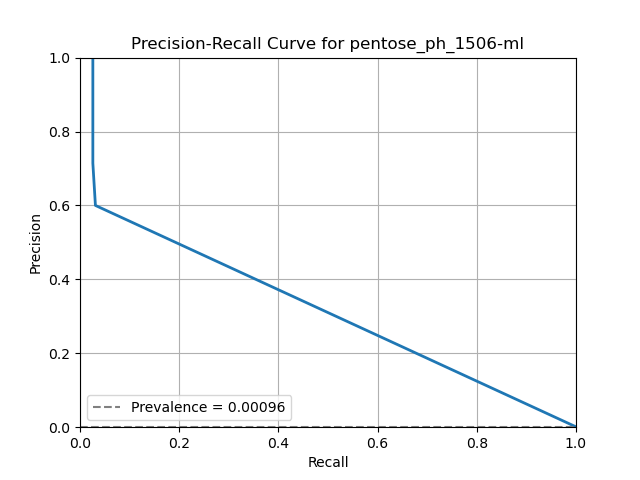 Precision-Recall Curve for pentose_ph_1506-ml
1.0
0.8
0.6
0.4
0.2
0.0
Precision
Prevalence = 0.00096
0.0 0.2 0.4 0.6 0.8 1.0
Recall